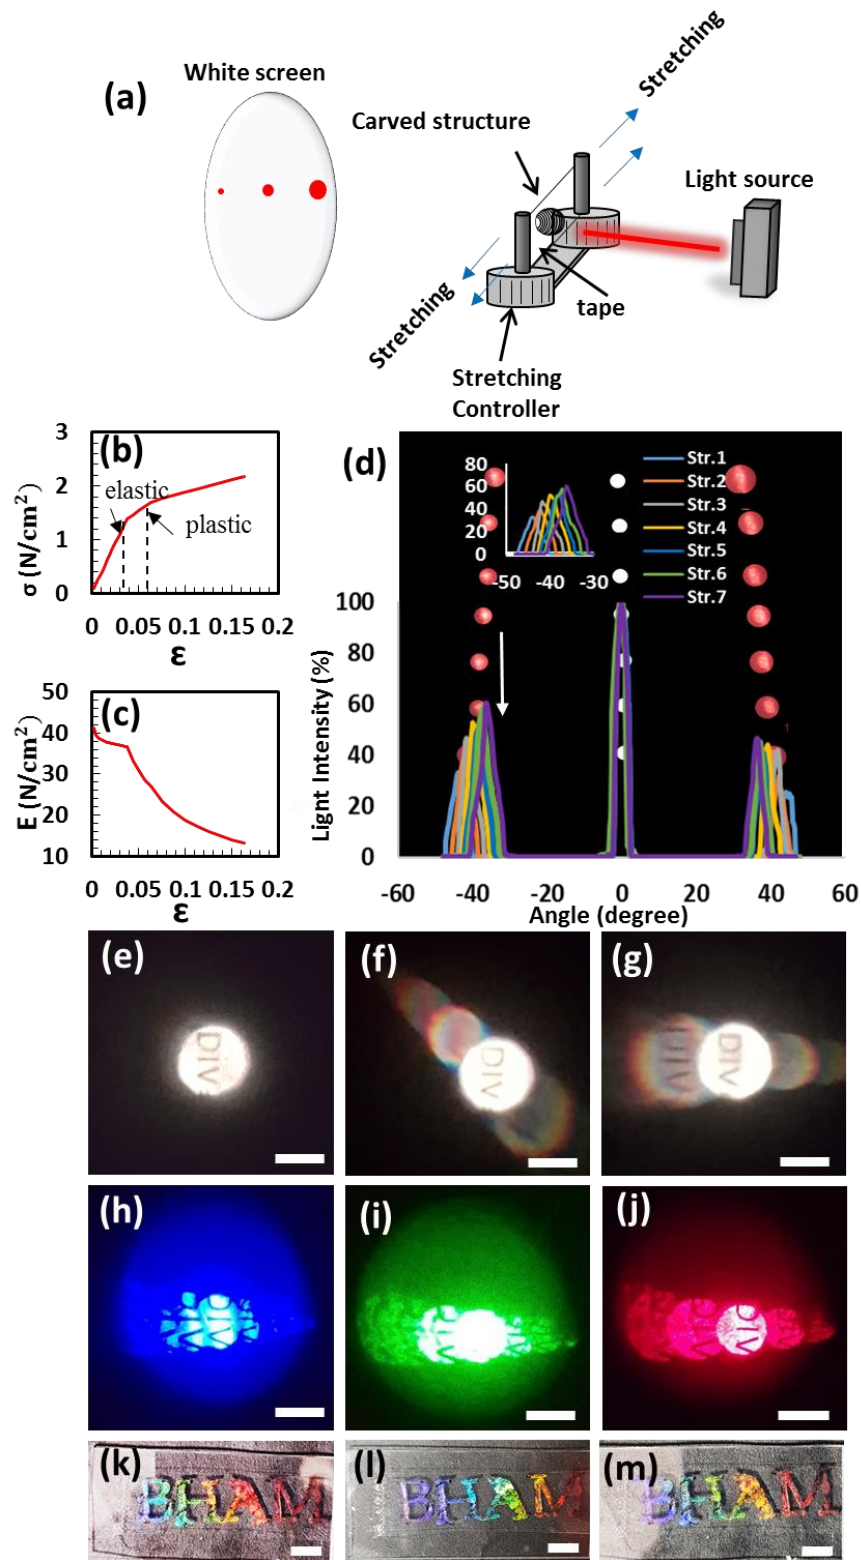 (a)
White screen
Stretching
Carved structure
Light source
tape
Stretching
Stretching
Controller
(b)
3
2
1
0
σ (N/cm²)
elastic
plastic
0 0.05 0.1 0.15 0.2
ε
(c)
50
40
30
20
10
E (N/cm²)
0 0.05 0.1 0.15 0.2
ε
(d)
80
60
40
20
0
-50 -40 -30
Str.1
Str.2
Str.3
Str.4
Str.5
Str.6
Str.7
100
80
60
40
20
0
Light Intensity (%)
-60 -40 -20 0 20 40 60
Angle (degree)
(e)
DIV
(f)
DIV
(g)
DIV
DIV
(h)
DIV
(i)
(j)
DIV
(k)
BHAM
(l)
BHAM
(m)
BHAM